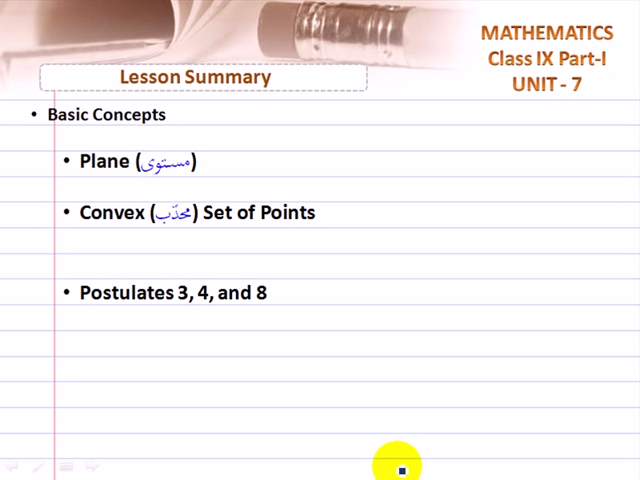 MATHEMATICS
Class IX Part-I
UNIT - 7
Lesson Summary
• Basic Concepts
• Plane (مستوی)
• Convex (محدّب) Set of Points
• Postulates 3, 4, and 8